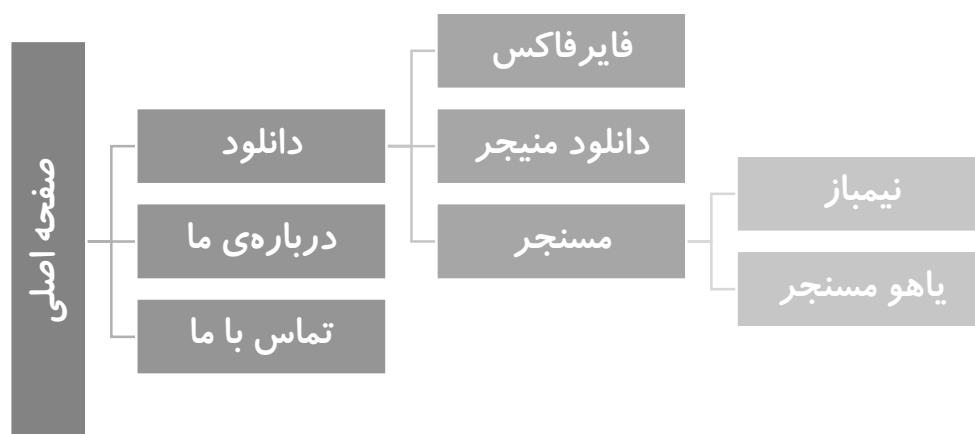 صفحه اصلی
دانلود
درباره‌ی ما
تماس با ما
فایرفاکس
دانلود منیجر
مسنجر
نیمباز
یاهو مسنجر